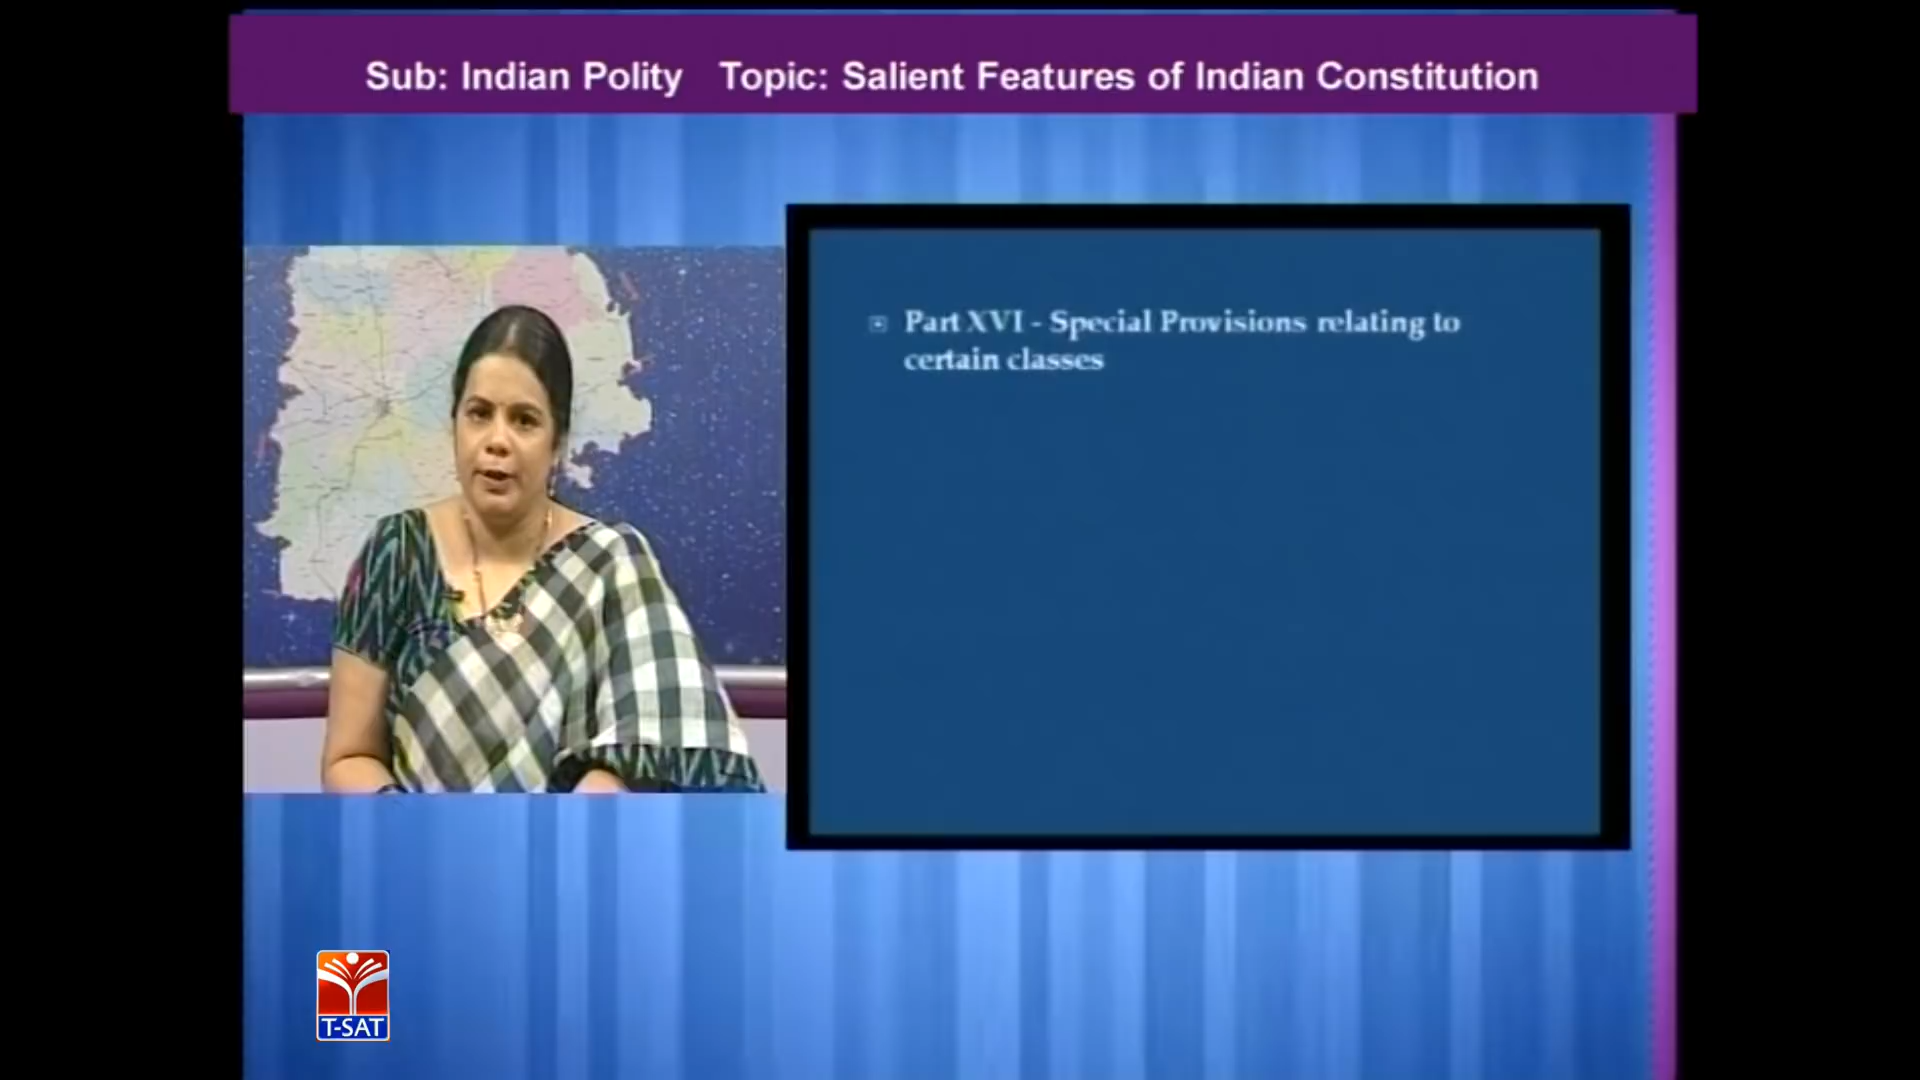 Sub: Indian Polity Topic: Salient Features of Indian Constitution
Part XVI - Special Provisions relating to
certain classes
T-SAT